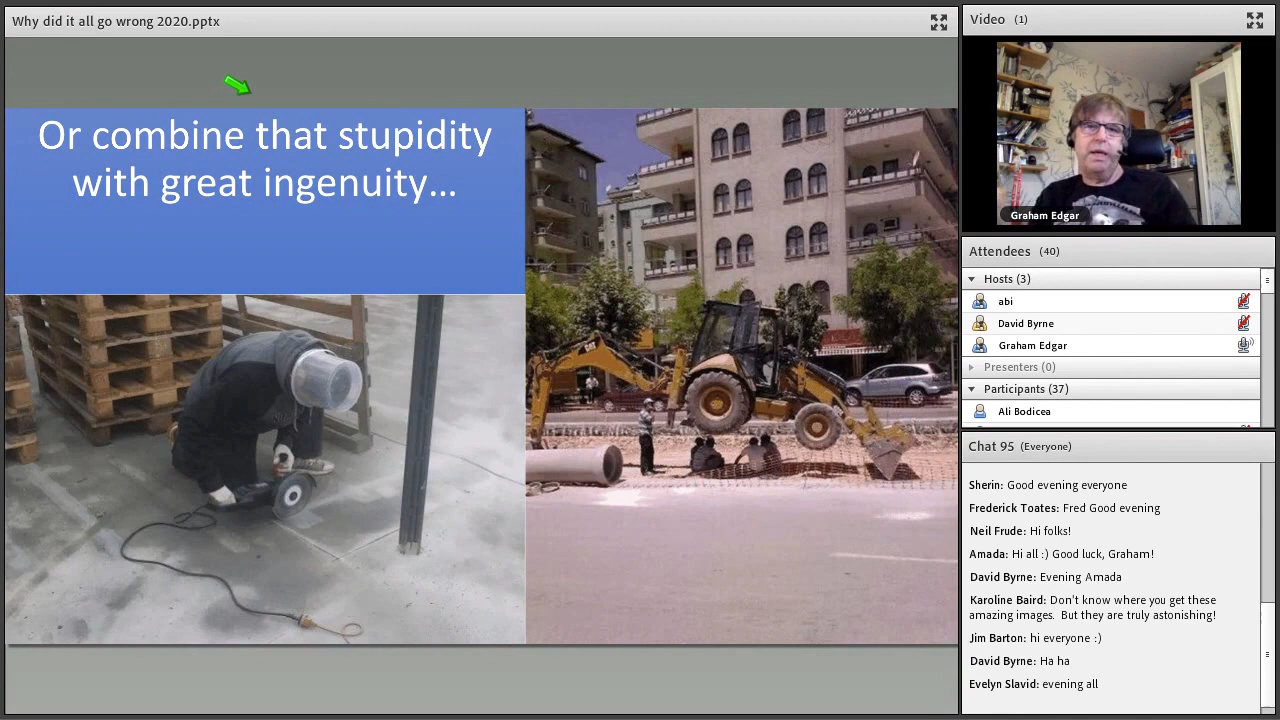 Why did it all go wrong 2020.pptx
Or combine that stupidity
with great ingenuity...
CAT
Video (1)
Graham Edgar
Attendees (40)
Hosts (3)
abi
David Byrne
Graham Edgar
Presenters (0)
Participants (37)
Ali Bodicea
Chat 95 (Everyone)
Sherin: Good evening everyone
Frederick Toates: Fred Good evening
Neil Frude: Hi folks!
Amada: Hi all :) Good luck, Graham!
David Byrne: Evening Amada
Karoline Baird: Don't know where you get these
amazing images. But they are truly astonishing!
Jim Barton: hi everyone :)
David Byrne: Ha ha
Evelyn Slavid: evening all